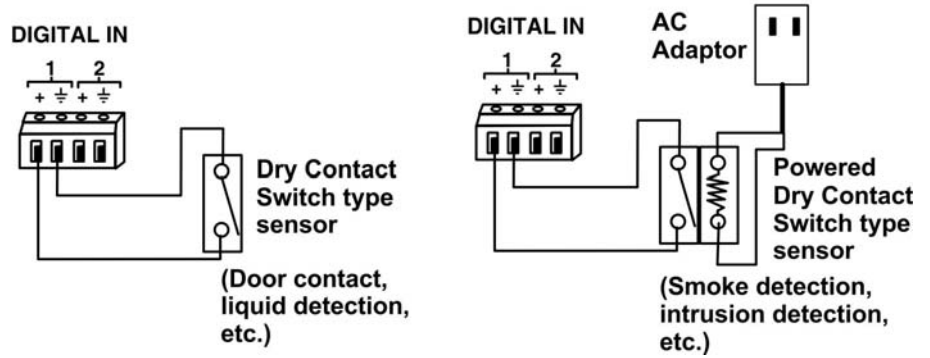 DIGITAL IN
1 2
+ ⏚ + ⏚
Dry Contact
Switch type
sensor
(Door contact,
liquid detection,
etc.)
DIGITAL IN
1 2
+ ⏚ + ⏚
AC
Adaptor
Powered
Dry Contact
Switch type
sensor
(Smoke detection,
intrusion detection,
etc.)